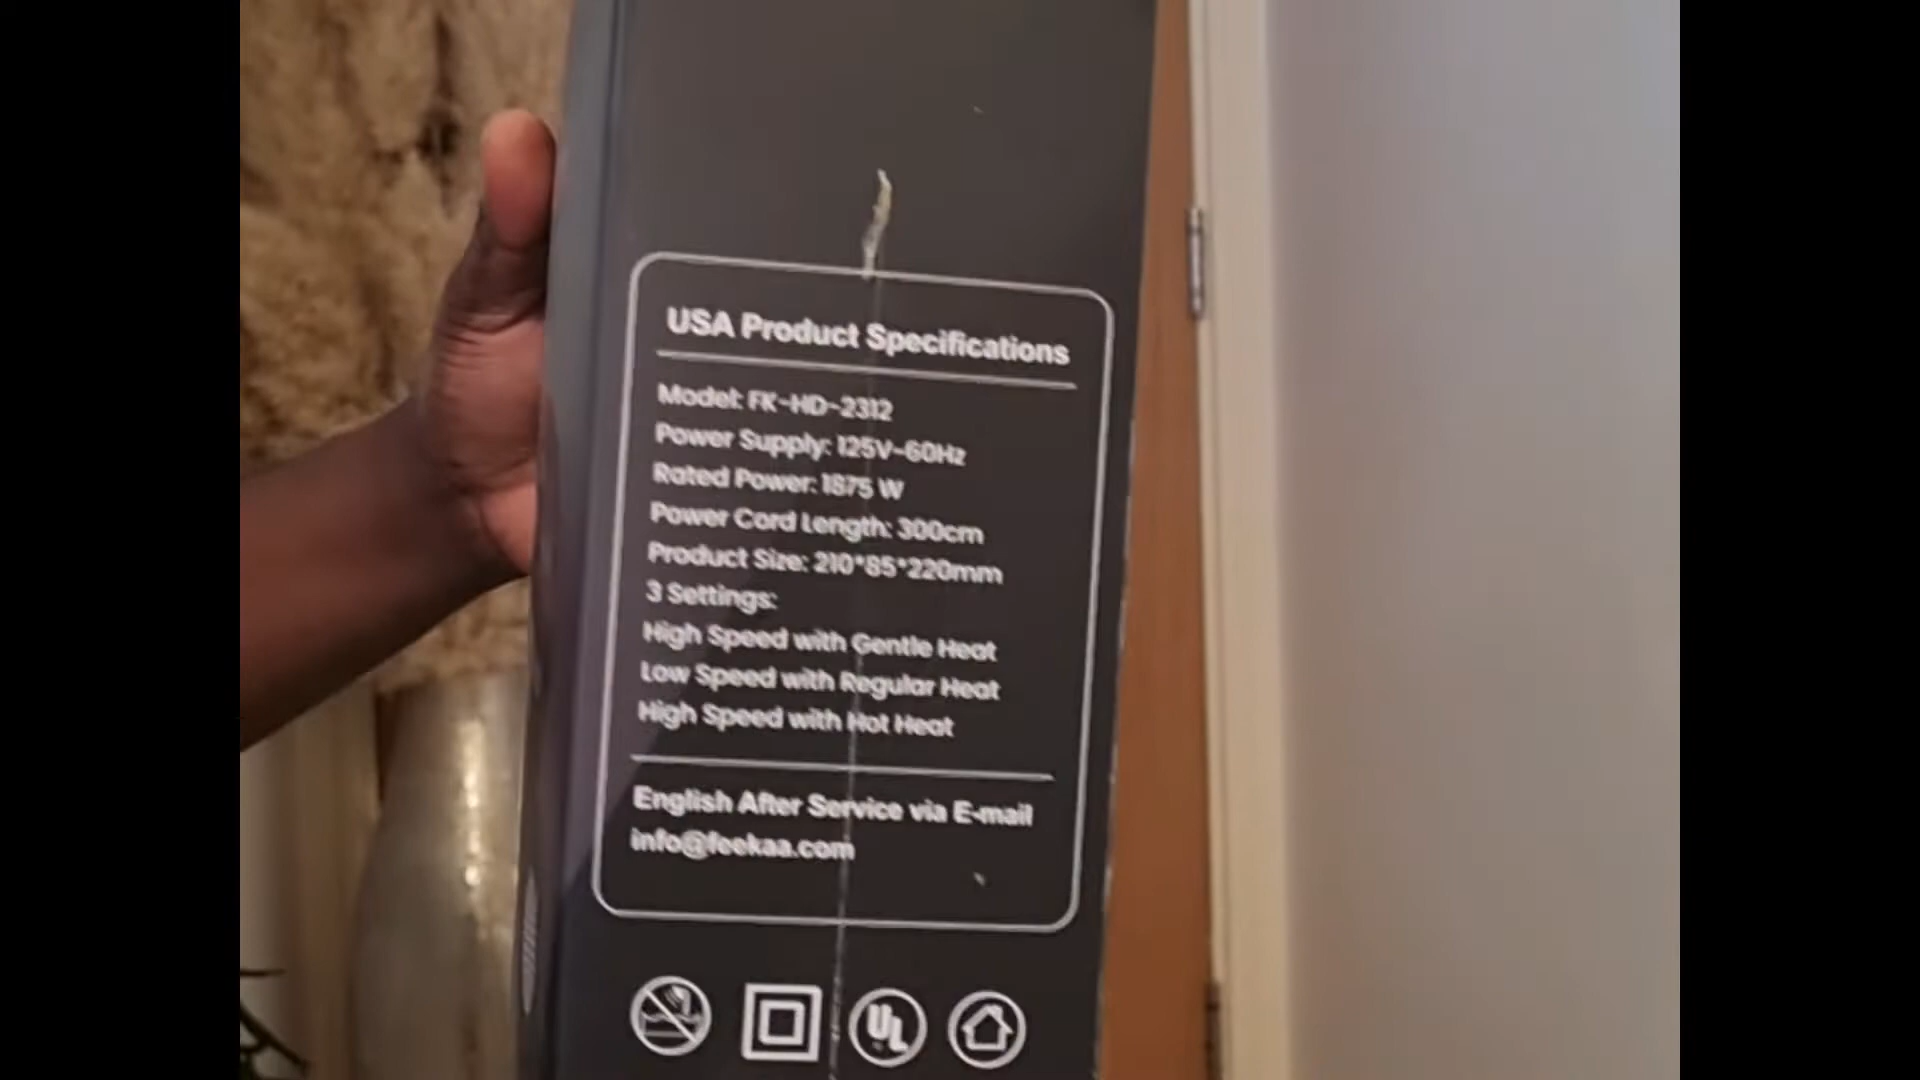 USA Product Specifications
Model: FK-HD-2312
Power Supply: 125V~60Hz
Rated Power: 1875 W
Power Cord Length: 300cm
Product Size: 210*85*220mm
3 Settings:
High Speed with Gentle Heat
Low Speed with Regular Heat
High Speed with Hot Heat
English After Service via E-mail
info@feekaa.com
UL